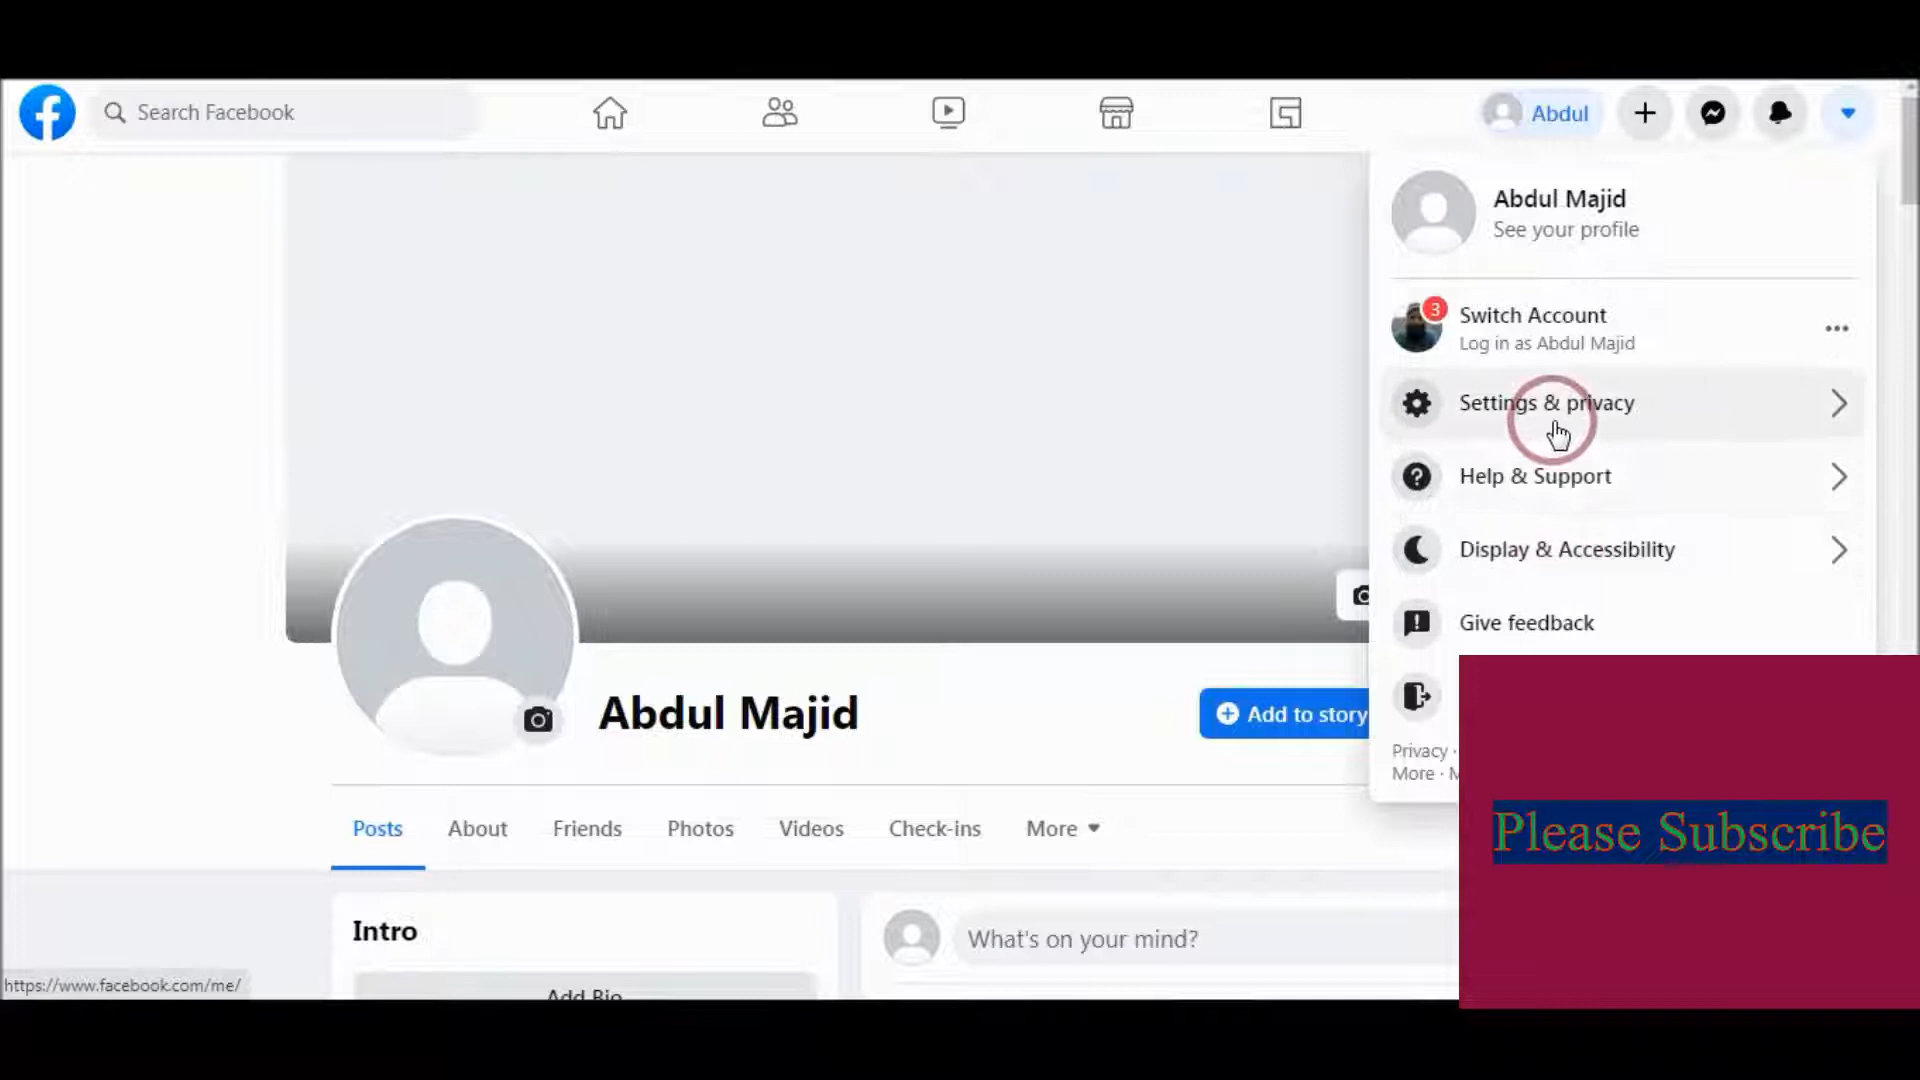 Search Facebook
Abdul
Abdul Majid
See your profile
3
Switch Account
Log in as Abdul Majid
Settings & privacy
Help & Support
Display & Accessibility
Give feedback
Privacy ·
More ·
Abdul Majid
Add to story
Posts
About
Friends
Photos
Videos
Check-ins
More
Please Subscribe
Intro
What's on your mind?
Add Bio
https://www.facebook.com/me/